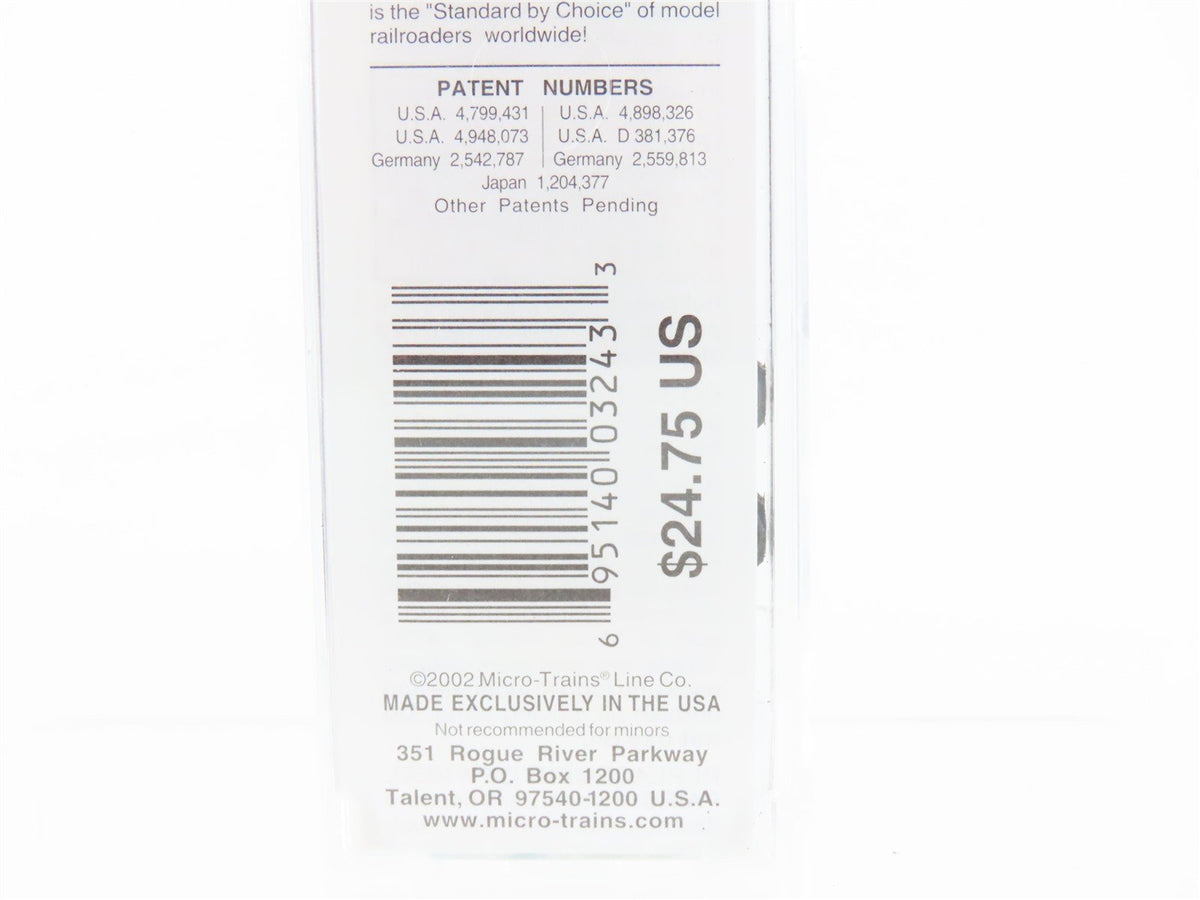 is the "Standard by Choice" of model
railroaders worldwide!
PATENT NUMBERS
U.S.A. 4,799,431 | U.S.A. 4,898,326
U.S.A. 4,948,073 | U.S.A. D 381,376
Germany 2,542,787 | Germany 2,559,813
Japan 1,204,377
Other Patents Pending
6 95140 03243 3
$24.75 US
©2002 Micro-Trains® Line Co.
MADE EXCLUSIVELY IN THE USA
Not recommended for minors
351 Rogue River Parkway
P.O. Box 1200
Talent, OR 97540-1200 U.S.A.
www.micro-trains.com